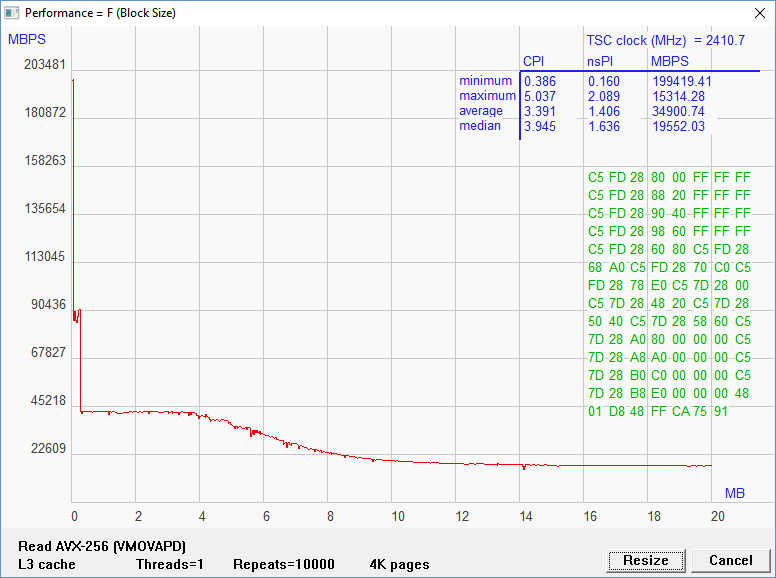 Performance = F (Block Size)
MBPS
TSC clock (MHz) = 2410.7
CPI nsPI MBPS
minimum 0.386 0.160 199419.41
maximum 5.037 2.089 15314.28
average 3.391 1.406 34900.74
median 3.945 1.636 19552.03
203481
180872
158263
135654
113045
90436
67827
45218
22609
C5 FD 28 80 00 FF FF FF
C5 FD 28 88 20 FF FF FF
C5 FD 28 90 40 FF FF FF
C5 FD 28 98 60 FF FF FF
C5 FD 28 60 80 C5 FD 28
68 A0 C5 FD 28 70 C0 C5
FD 28 78 E0 C5 7D 28 00
C5 7D 28 48 20 C5 7D 28
50 40 C5 7D 28 58 60 C5
7D 28 A0 80 00 00 00 C5
7D 28 A8 A0 00 00 00 C5
7D 28 B0 C0 00 00 00 C5
7D 28 B8 E0 00 00 00 48
01 D8 48 FF CA 75 91
MB
0 2 4 6 8 10 12 14 16 18 20
Read AVX-256 (VMOVAPD)
L3 cache Threads=1 Repeats=10000 4K pages
Resize Cancel